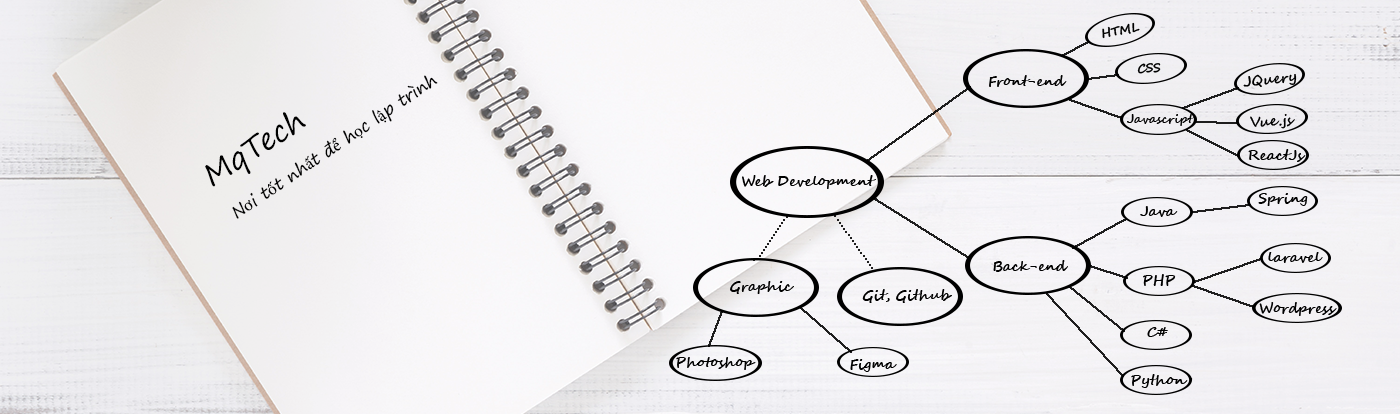 MqTech
Nơi tốt nhất để học lập trình
Web Development
Front-end
HTML
CSS
Javascript
JQuery
Vue.js
ReactJs
Back-end
Java
Spring
PHP
laravel
Wordpress
C#
Python
Graphic
Photoshop
Figma
Git, Github